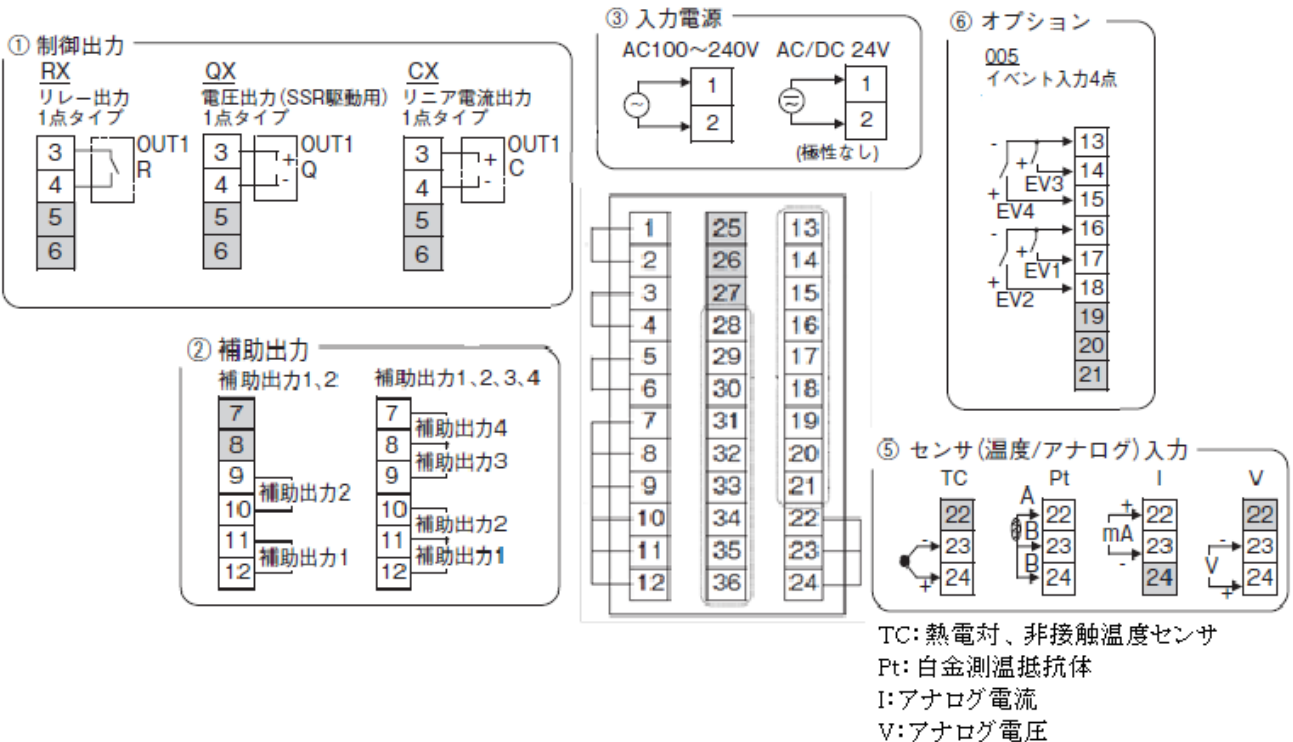 ① 制御出力
RX
リレー出力
1点タイプ
3
4
5
6
OUT1
R
QX
電圧出力(SSR駆動用)
1点タイプ
3
4
5
6
+
-
OUT1
Q
CX
リニア電流出力
1点タイプ
3
4
5
6
+
-
OUT1
C
② 補助出力
補助出力1、2
7
8
9
10
11
12
補助出力2
補助出力1
補助出力1、2、3、4
7
8
9
10
11
12
補助出力4
補助出力3
補助出力2
補助出力1
③ 入力電源
AC100～240V
1
2
AC/DC 24V
1
2
(極性なし)
1 25 13
2 26 14
3 27 15
4 28 16
5 29 17
6 30 18
7 31 19
8 32 20
9 33 21
10 34 22
11 35 23
12 36 24
⑥ オプション
005
イベント入力4点
- 13
+ 14
EV3
+ 15
EV4
- 16
+ 17
EV1
+ 18
EV2
19
20
21
⑤ センサ(温度/アナログ)入力
TC
22
- 23
+ 24
Pt
A 22
B 23
B 24
I
+ 22
mA
- 23
24
V
22
- 23
V
+ 24
TC:熱電対、非接触温度センサ
Pt:白金測温抵抗体
I:アナログ電流
V:アナログ電圧